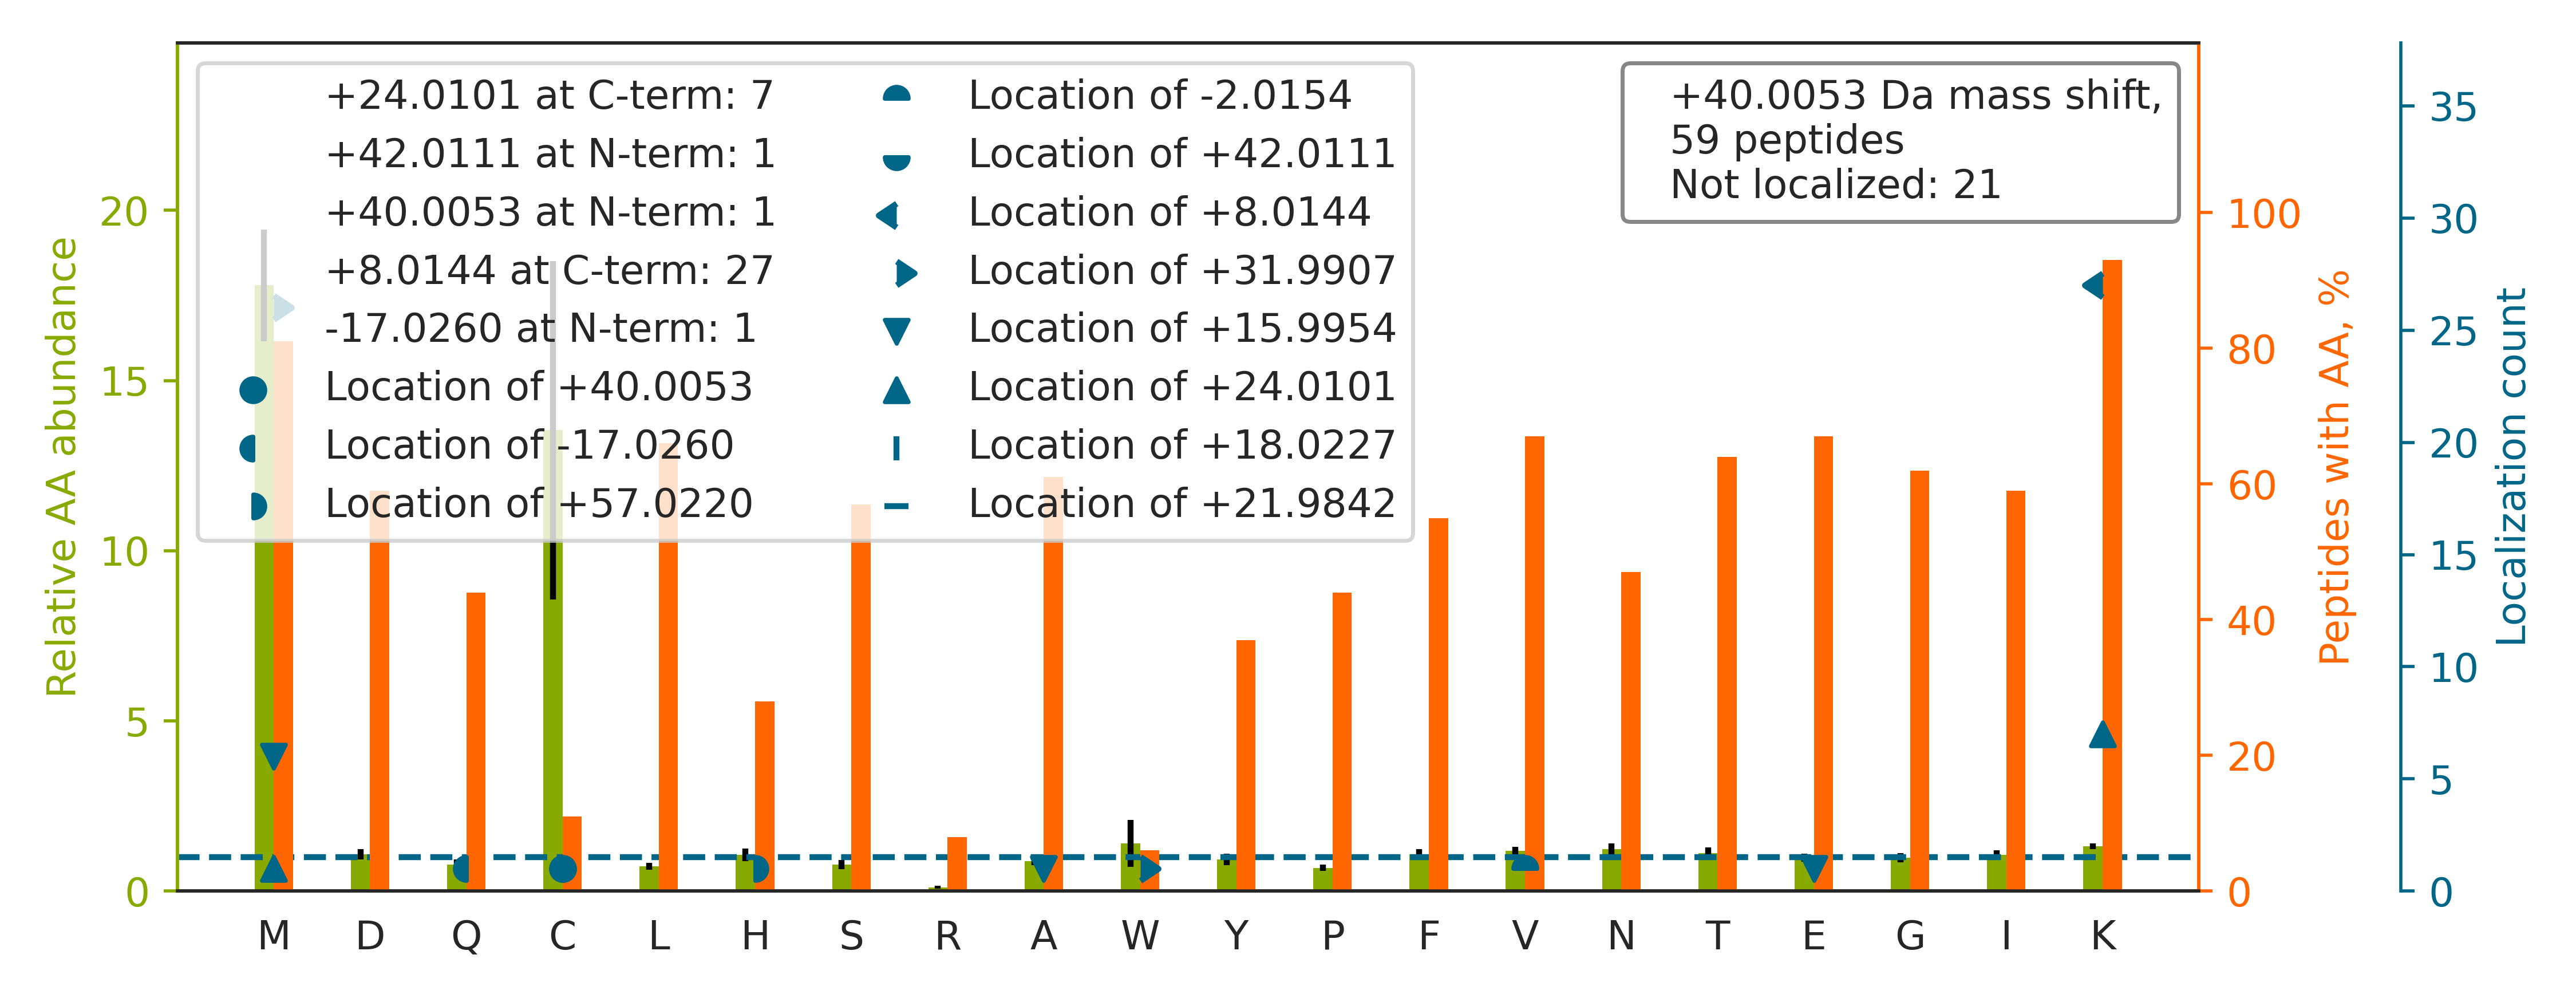 +24.0101 at C-term: 7
+42.0111 at N-term: 1
+40.0053 at N-term: 1
+8.0144 at C-term: 27
-17.0260 at N-term: 1
Location of +40.0053
Location of -17.0260
Location of +57.0220
Location of -2.0154
Location of +42.0111
Location of +8.0144
Location of +31.9907
Location of +15.9954
Location of +24.0101
Location of +18.0227
Location of +21.9842
+40.0053 Da mass shift,
59 peptides
Not localized: 21
Relative AA abundance
20
15
10
5
0
M D Q C L H S R A W Y P F V N T E G I K
100
80
60
40
20
0
Peptides with AA, %
35
30
25
20
15
10
5
0
Localization count